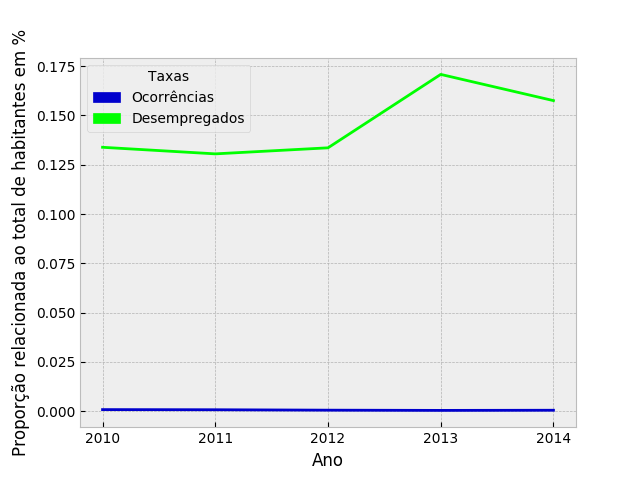 Proporção relacionada ao total de habitantes em %
0.175
0.150
0.125
0.100
0.075
0.050
0.025
0.000
Taxas
Ocorrências
Desempregados
2010 2011 2012 2013 2014
Ano